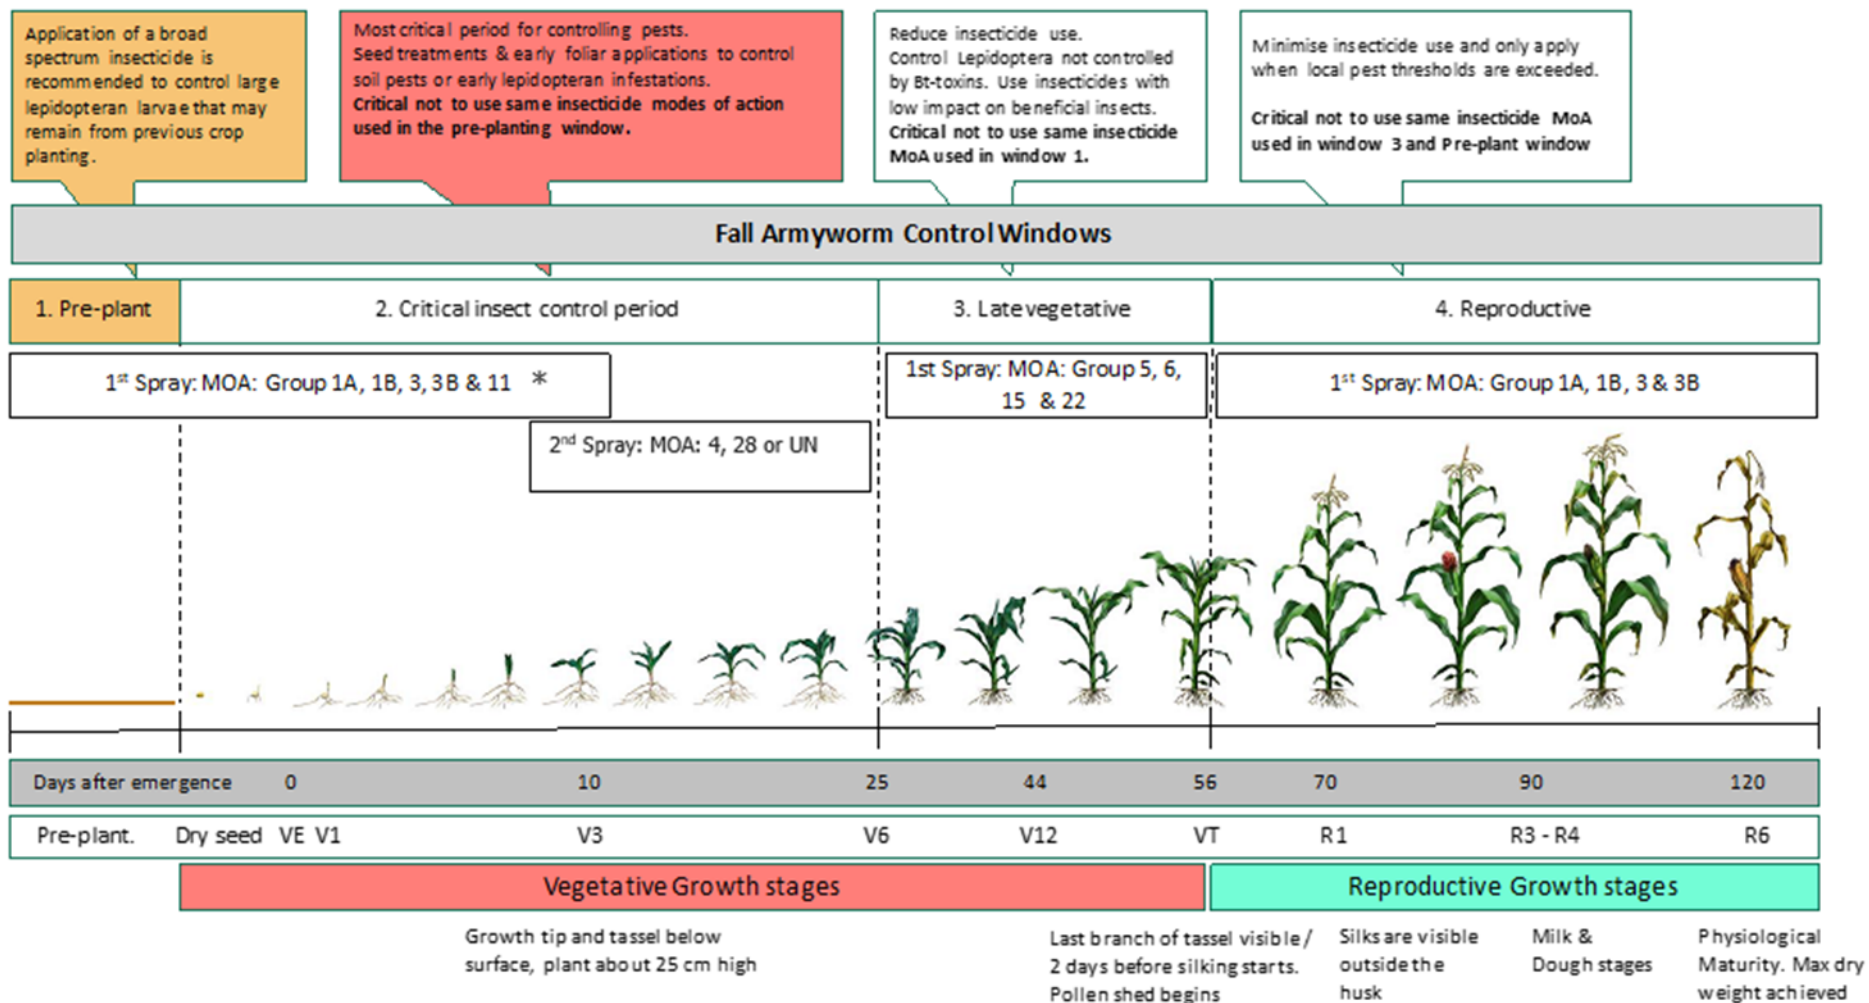 Application of a broad
spectrum insecticide is
recommended to control large
lepidopteran larvae that may
remain from previous crop
planting.
Most critical period for controlling pests.
Seed treatments & early foliar applications to control
soil pests or early lepidopteran infestations.
Critical not to use same insecticide modes of action
used in the pre-planting window.
Reduce insecticide use.
Control Lepidoptera not controlled
by Bt-toxins. Use insecticides with
low impact on beneficial insects.
Critical not to use same insecticide
MoA used in window 1.
Minimise insecticide use and only apply
when local pest thresholds are exceeded.
Critical not to use same insecticide MoA
used in window 3 and Pre-plant window
Fall Armyworm Control Windows
1. Pre-plant
2. Critical insect control period
3. Late vegetative
4. Reproductive
1st Spray: MOA: Group 1A, 1B, 3, 3B & 11 *
1st Spray: MOA: Group 5, 6,
15 & 22
1st Spray: MOA: Group 1A, 1B, 3 & 3B
2nd Spray: MOA: 4, 28 or UN
Days after emergence 0 10 25 44 56 70 90 120
Pre-plant. Dry seed VE V1 V3 V6 V12 VT R1 R3 - R4 R6
Vegetative Growth stages
Reproductive Growth stages
Growth tip and tassel below
surface, plant about 25 cm high
Last branch of tassel visible /
2 days before silking starts.
Pollen shed begins
Silks are visible
outside the
husk
Milk &
Dough stages
Physiological
Maturity. Max dry
weight achieved